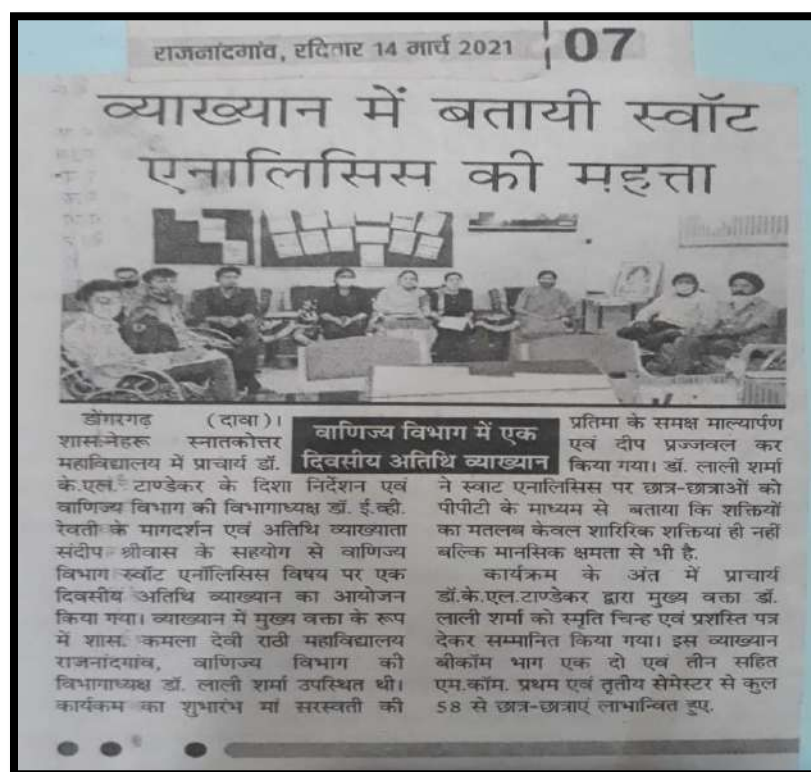 राजनांदगांव, रविवार 14 मार्च 2021
07
व्याख्यान में बतायी स्वॉट
एनालिसिस की महत्ता
वाणिज्य विभाग में एक
दिवसीय अतिथि व्याख्यान
डोंगरगढ़ (दावा)।
शास.नेहरू स्नातकोत्तर
महाविद्यालय में प्राचार्य डॉ.
के.एल. टाण्डेकर के दिशा निर्देशन एवं
वाणिज्य विभाग की विभागाध्यक्ष डॉ. ई.व्ही.
रेवती के मागदर्शन एवं अतिथि व्याख्याता
संदीप श्रीवास के सहयोग से वाणिज्य
विभाग स्वॉट एनॉलिसिस विषय पर एक
दिवसीय अतिथि व्याख्यान का आयोजन
किया गया। व्याख्यान में मुख्य वक्ता के रूप
में शास. कमला देवी राठी महाविद्यालय
राजनांदगांव, वाणिज्य विभाग की
विभागाध्यक्ष डॉ. लाली शर्मा उपस्थित थी।
कार्यकम का शुभारंभ मां सरस्वती की
प्रतिमा के समक्ष माल्यार्पण
एवं दीप प्रज्जवल कर
किया गया। डॉ. लाली शर्मा
ने स्वाट एनालिसिस पर छात्र-छात्राओं को
पीपीटी के माध्यम से बताया कि शक्तियों
का मतलब केवल शारिरिक शक्तियां ही नहीं
बल्कि मानसिक क्षमता से भी है.
कार्यक्रम के अंत में प्राचार्य
डॉ.के.एल.टाण्डेकर द्वारा मुख्य वक्ता डॉ.
लाली शर्मा को स्मृति चिन्ह एवं प्रशस्ति पत्र
देकर सम्मानित किया गया। इस व्याख्यान
बीकॉम भाग एक दो एवं तीन सहित
एम.कॉम. प्रथम एवं तृतीय सेमेस्टर से कुल
58 से छात्र-छात्राएं लाभान्वित हुए.